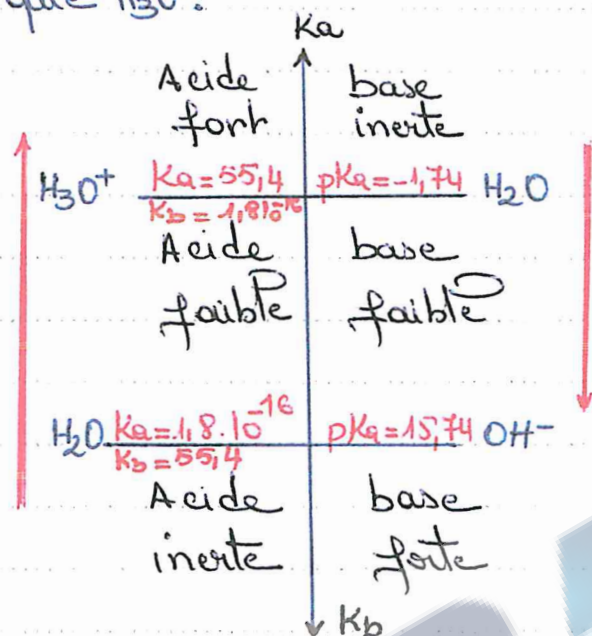 que H3O.
Ka
Acide base
fort inerte
H3O+ Ka=55,4 pKa=-1,74 H2O
Kb=1,8 10-16
Acide base
faible faible
H2O Ka=1,8.10-16 pKa=15,74 OH-
Kb=55,4
Acide base
inerte forte
Kb